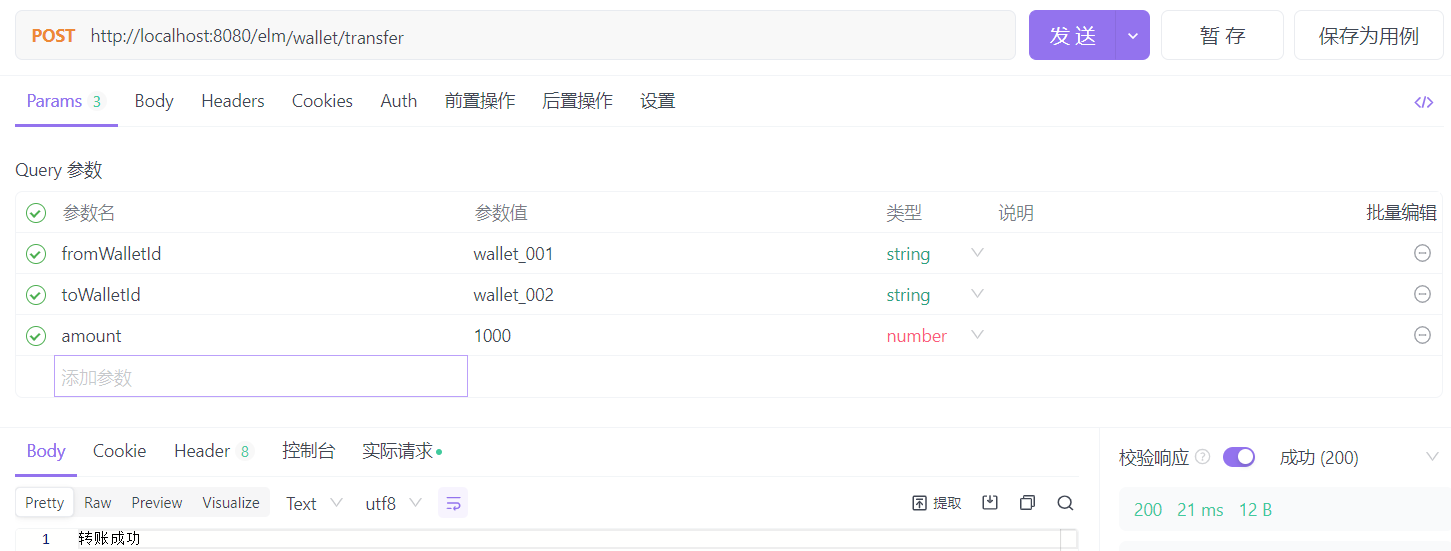 POST http://localhost:8080/elm/wallet/transfer 发 送 暂 存 保存为用例
Params 3 Body Headers Cookies Auth 前置操作 后置操作 设置 </>
Query 参数
参数名 参数值 类型 说明 批量编辑
fromWalletId wallet_001 string
toWalletId wallet_002 string
amount 1000 number
添加参数
Body Cookie Header 8 控制台 实际请求 校验响应 ? 成功 (200)
Pretty Raw Preview Visualize Text utf8 提取 200 21 ms 12 B
1 转账成功